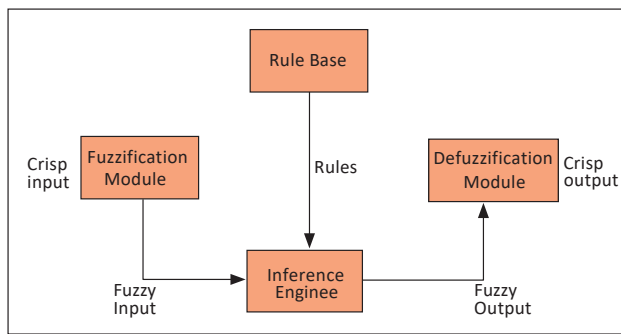 Rule Base
Crisp
input
Fuzzification
Module
Rules
Defuzzification
Module
Crisp
output
Inference
Enginee
Fuzzy
Input
Fuzzy
Output